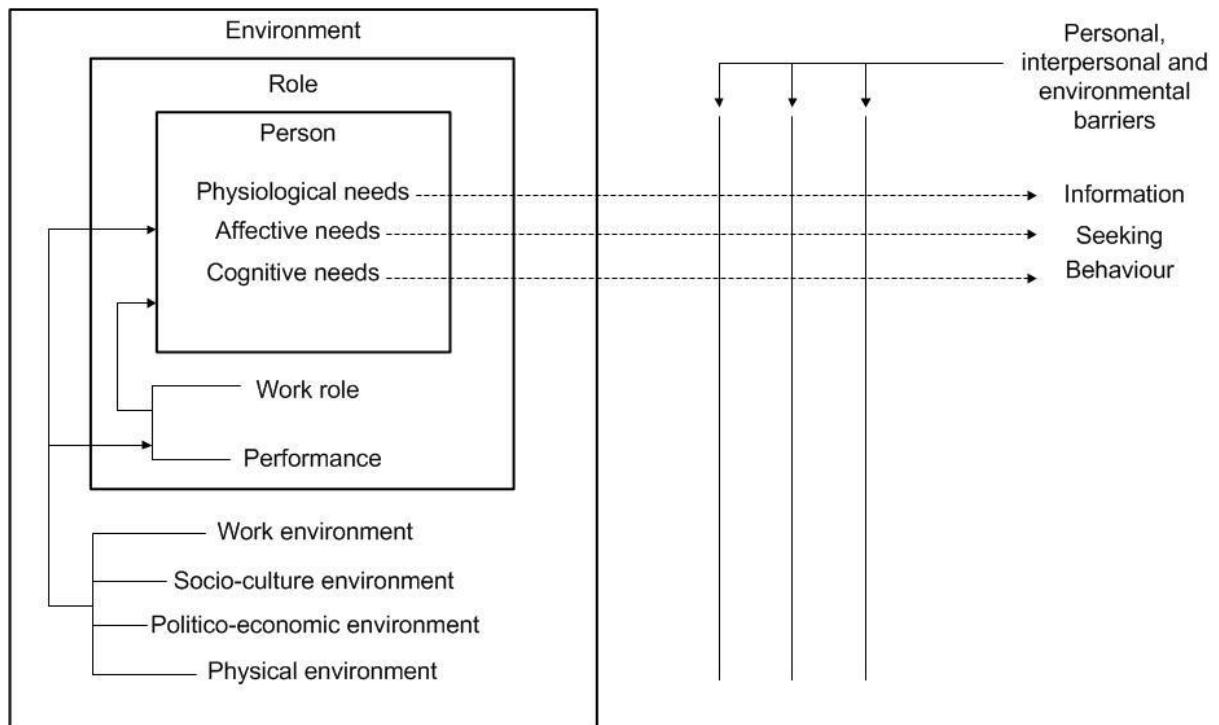 Environment
Role
Person
Physiological needs
Affective needs
Cognitive needs
Work role
Performance
Work environment
Socio-culture environment
Politico-economic environment
Physical environment
Personal,
interpersonal and
environmental
barriers
Information
Seeking
Behaviour